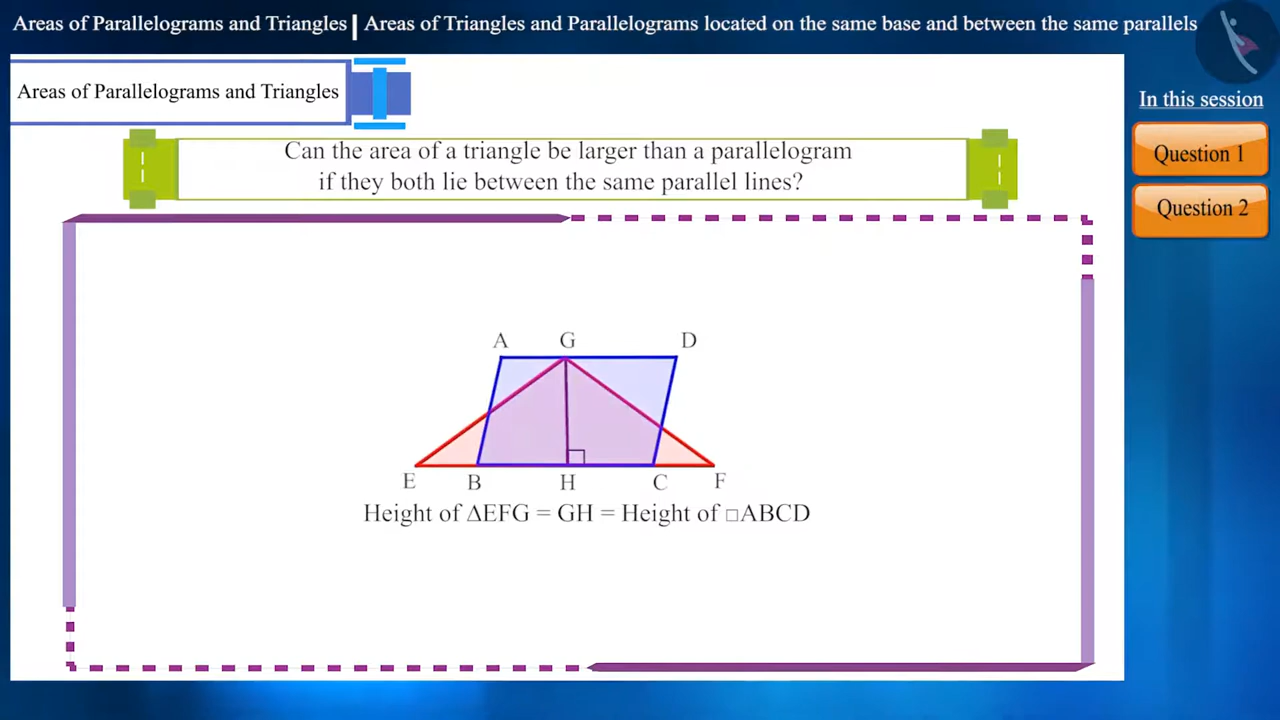 Areas of Parallelograms and Triangles | Areas of Triangles and Parallelograms located on the same base and between the same parallels
Areas of Parallelograms and Triangles
In this session
Question 1
Question 2
Can the area of a triangle be larger than a parallelogram
if they both lie between the same parallel lines?
A G D
E B H C F
Height of ΔEFG = GH = Height of □ABCD